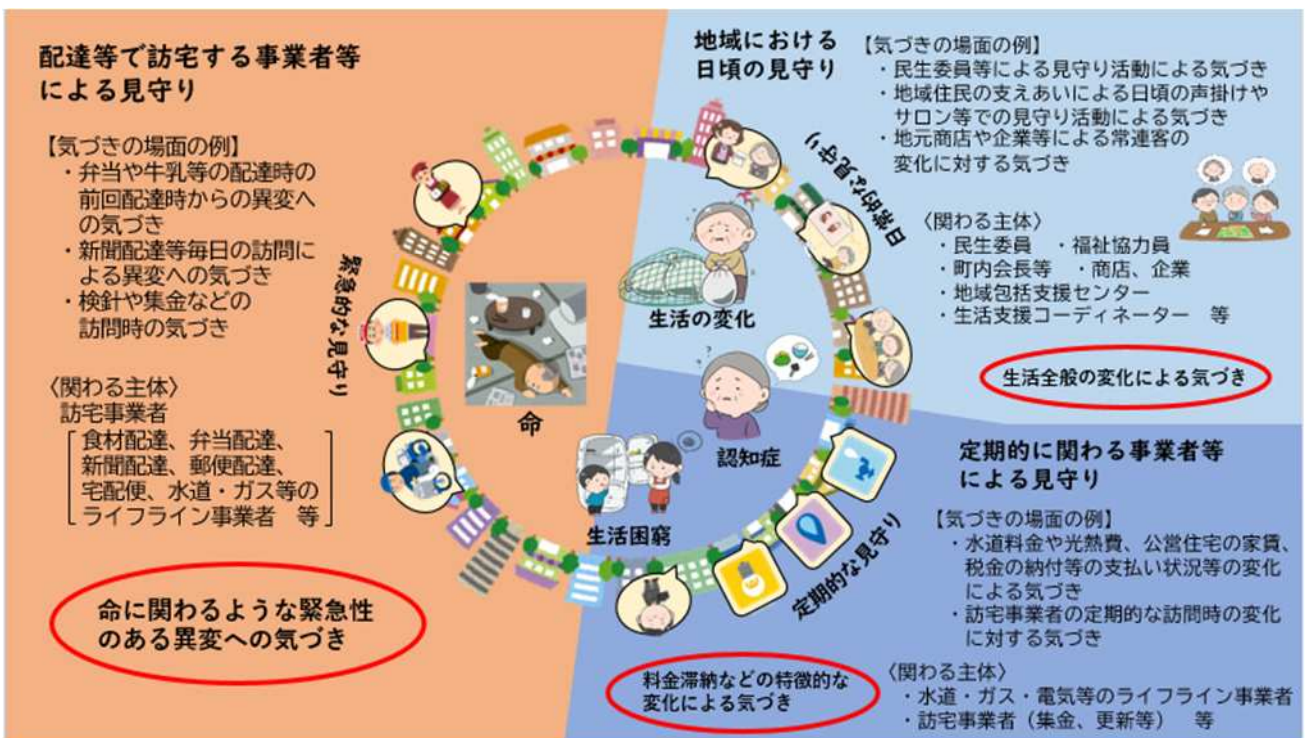 配達等で訪宅する事業者等
による見守り
【気づきの場面の例】
・弁当や牛乳等の配達時の
前回配達時からの異変へ
の気づき
・新聞配達等毎日の訪問に
よる異変への気づき
・検針や集金などの
訪問時の気づき
〈関わる主体〉
訪宅事業者
食材配達、弁当配達、
新聞配達、郵便配達、
宅配便、水道・ガス等の
ライフライン事業者 等
命に関わるような緊急性
のある異変への気づき
緊急的な見守り
命
生活の変化
認知症
生活困窮
日常的な見守り
定期的な見守り
地域における
日頃の見守り
【気づきの場面の例】
・民生委員等による見守り活動による気づき
・地域住民の支えあいによる日頃の声掛けや
サロン等での見守り活動による気づき
・地元商店や企業等による常連客の
変化に対する気づき
〈関わる主体〉
・民生委員 ・福祉協力員
・町内会長等 ・商店、企業
・地域包括支援センター
・生活支援コーディネーター 等
生活全般の変化による気づき
定期的に関わる事業者等
による見守り
【気づきの場面の例】
・水道料金や光熱費、公営住宅の家賃、
税金の納付等の支払い状況等の変化
による気づき
・訪宅事業者の定期的な訪問時の変化
に対する気づき
〈関わる主体〉
・水道・ガス・電気等のライフライン事業者
・訪宅事業者（集金、更新等） 等
料金滞納などの特徴的な
変化による気づき